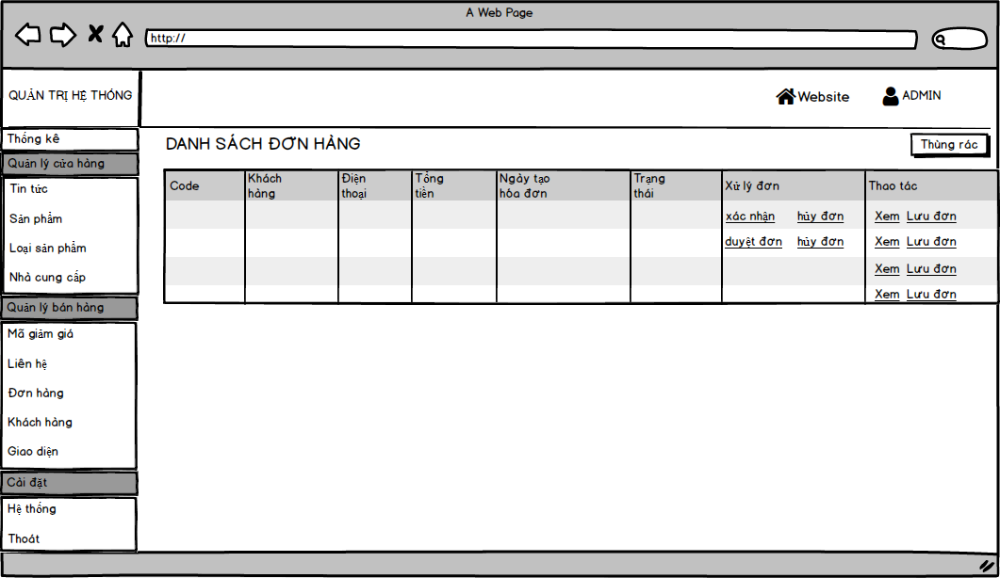 A Web Page
http://
QUẢN TRỊ HỆ THỐNG
Website
ADMIN
Thống kê
Quản lý cửa hàng
Tin tức
Sản phẩm
Loại sản phẩm
Nhà cung cấp
Quản lý bán hàng
Mã giảm giá
Liên hệ
Đơn hàng
Khách hàng
Giao diện
Cài đặt
Hệ thống
Thoát
DANH SÁCH ĐƠN HÀNG
Thùng rác
Code
Khách
hàng
Điện
thoại
Tổng
tiền
Ngày tạo
hóa đơn
Trạng
thái
Xử lý đơn
Thao tác
xác nhận hủy đơn Xem Lưu đơn
duyệt đơn hủy đơn Xem Lưu đơn
Xem Lưu đơn
Xem Lưu đơn